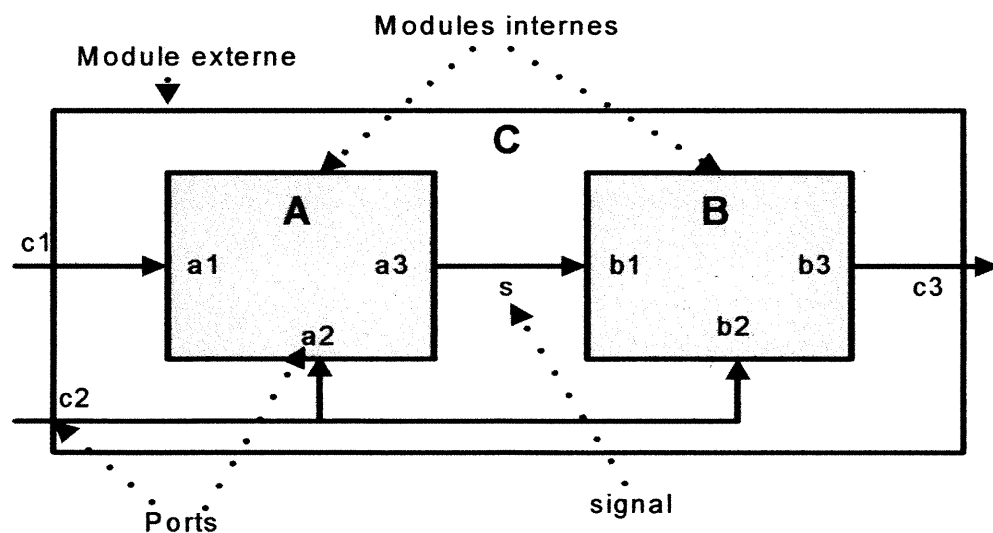 Modules internes
Module externe
C
A
B
c1
a1
a3
b1
b3
s
c3
a2
b2
c2
signal
Ports